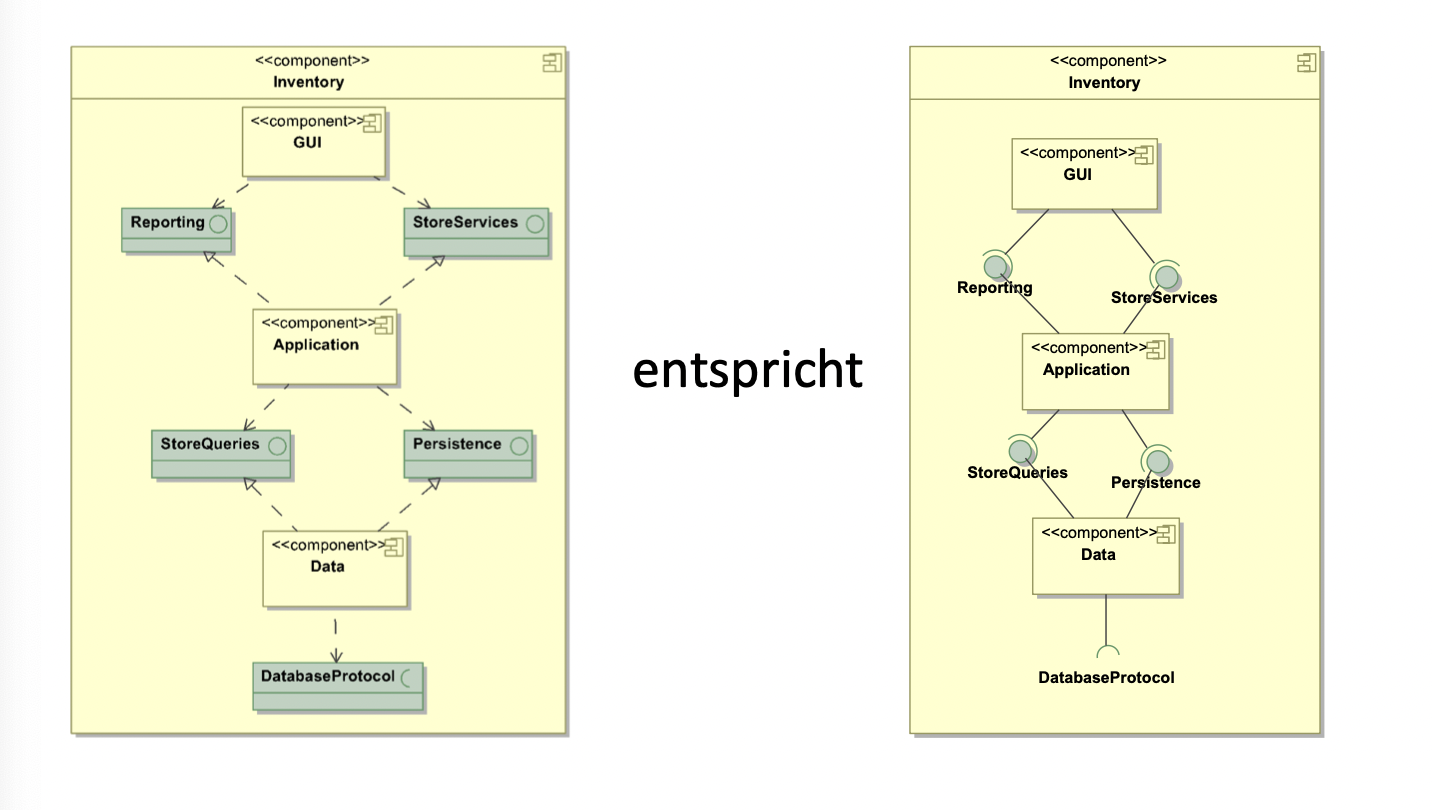 <<component>>
Inventory
<<component>>
GUI
Reporting
StoreServices
<<component>>
Application
StoreQueries
Persistence
<<component>>
Data
DatabaseProtocol
entspricht
<<component>>
Inventory
<<component>>
GUI
Reporting
StoreServices
<<component>>
Application
StoreQueries
Persistence
<<component>>
Data
DatabaseProtocol